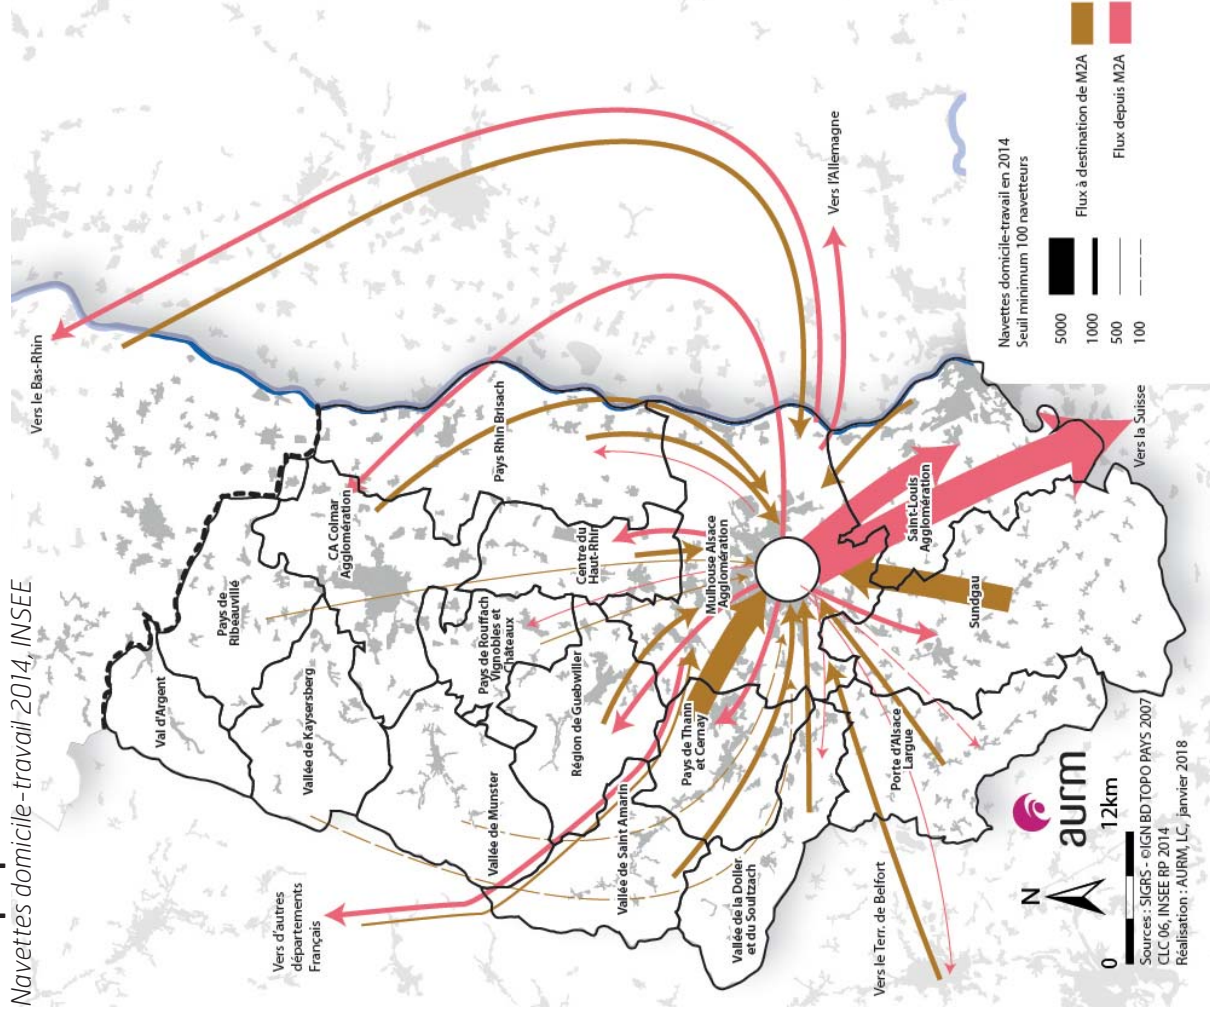 Navettes domicile-travail 2014, INSEE
Vers le Bas-Rhin
Vers d'autres
départements
Français
Val d'Argent
Pays de
Ribeauvillé
Vallée de Kaysersberg
CA Colmar
Agglomération
Vallée de Munster
Pays de Rouffach
Vignobles et
Châteaux
Pays Rhin Brisach
Centre du
Haut-Rhin
Région de Guebwiller
Vallée de Saint Amarin
Pays de Thann
et Cernay
Mulhouse Alsace
Agglomération
Vallée de la Doller
et du Soultzach
Vers l'Allemagne
Vers le Terr. de Belfort
Porte d'Alsace
Largue
Saint-Louis
Agglomération
Sundgau
Vers la Suisse
Navettes domicile-travail en 2014
Seuil minimum 100 navetteurs
5000
1000
500
100
Flux à destination de M2A
Flux depuis M2A
N
aurm
0
12km
Sources : SIGRS - ©IGN BDTOPO PAYS 2007
CLC 06, INSEE RP 2014
Réalisation : AURM, LC, janvier 2018